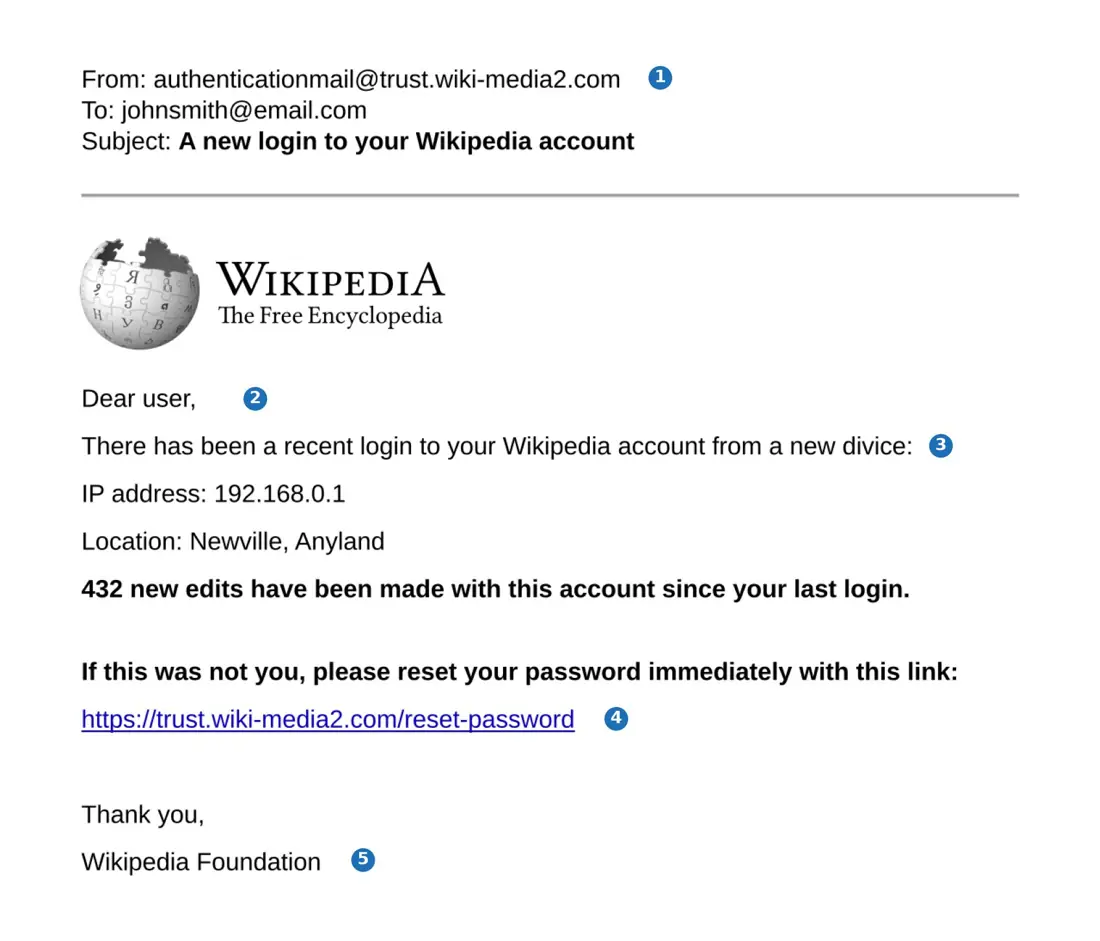 From: authenticationmail@trust.wiki-media2.com 1
To: johnsmith@email.com
Subject: A new login to your Wikipedia account
WIKIPEDIA
The Free Encyclopedia
Dear user, 2
There has been a recent login to your Wikipedia account from a new divice: 3
IP address: 192.168.0.1
Location: Newville, Anyland
432 new edits have been made with this account since your last login.
If this was not you, please reset your password immediately with this link:
https://trust.wiki-media2.com/reset-password 4
Thank you,
Wikipedia Foundation 5